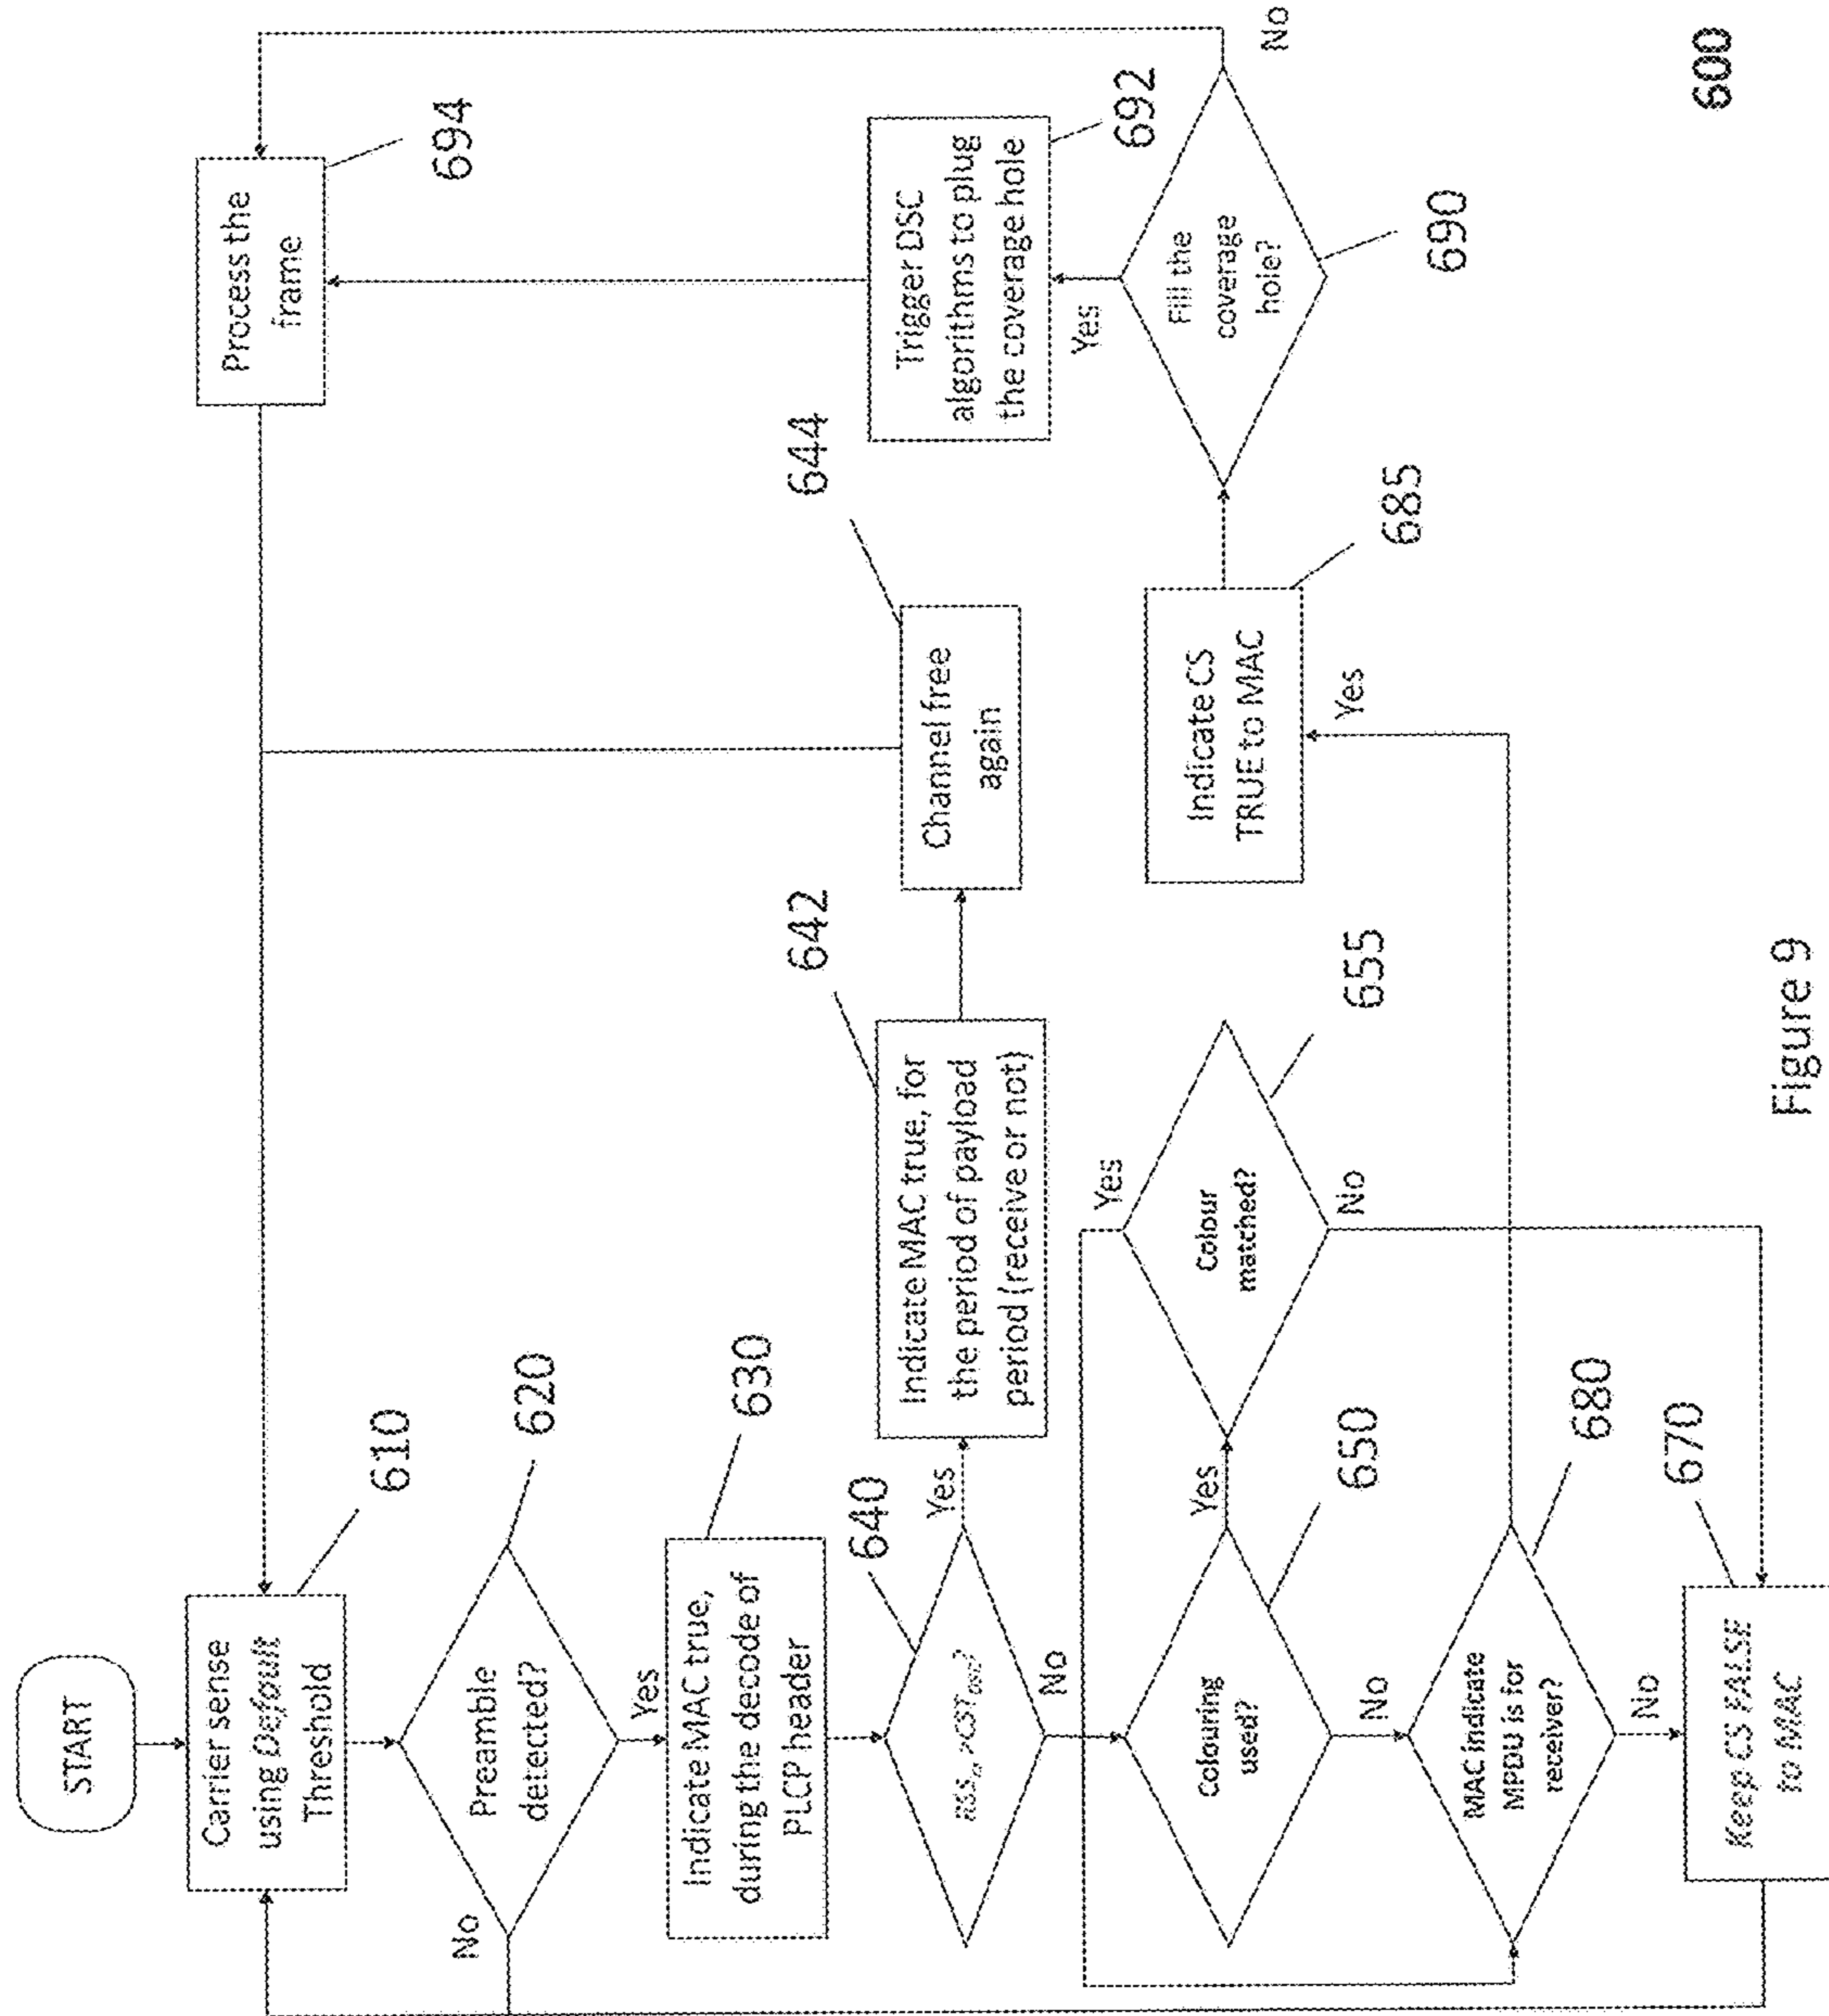 START
Carrier sense
using Default
Threshold
610
Preamble
detected?
620
No
Yes
Indicate MAC true,
during the decode of
PLCP header
630
640
Yes
No
Indicate MAC true, for
the period of payload
period (receive or not)
642
Channel free
again
644
Colouring
used?
650
Yes
No
Colour
matched?
655
Yes
No
MAC indicate
MPDU is for
receiver?
680
Yes
No
Keep CS FALSE
to MAC
670
Indicate CS
TRUE to MAC
685
Fill the
coverage
hole?
690
Yes
No
Trigger DSC
algorithms to plug
the coverage hole
692
Process the
frame
694
600
Figure 9